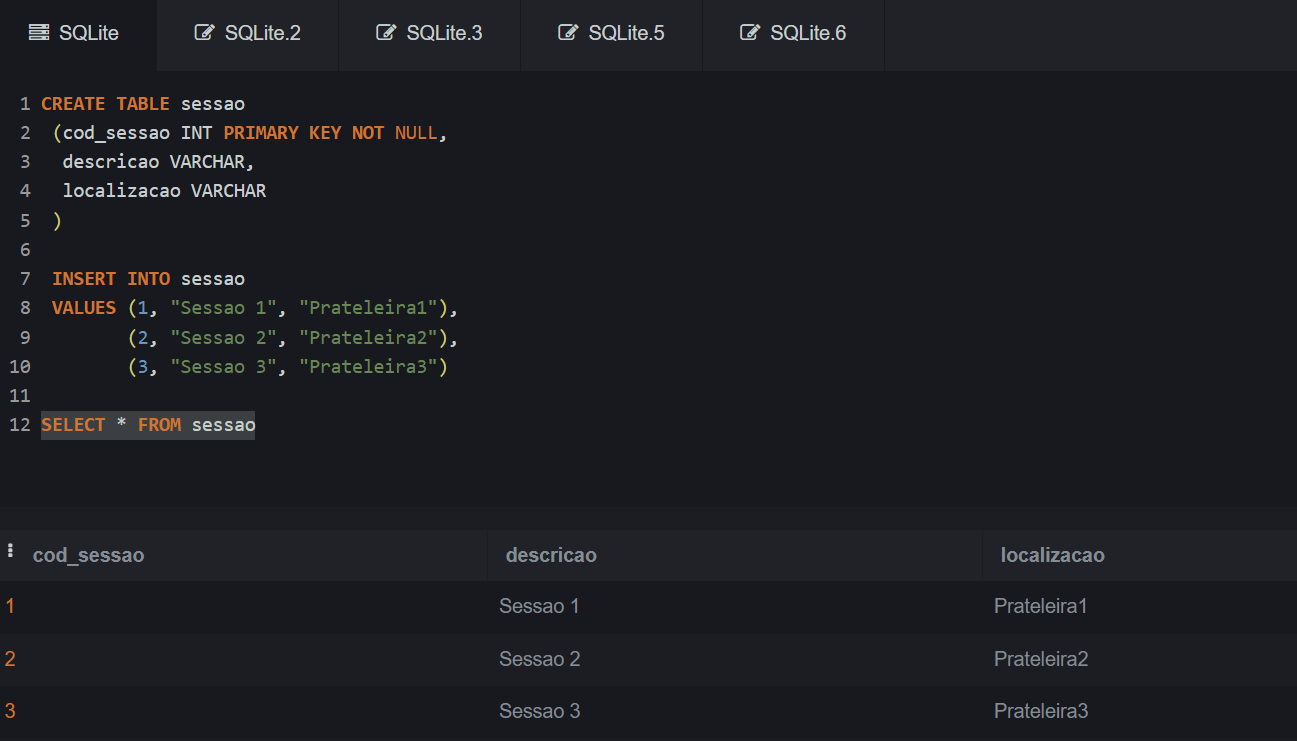 SQLite SQLite.2 SQLite.3 SQLite.5 SQLite.6
1 CREATE TABLE sessao
2 (cod_sessao INT PRIMARY KEY NOT NULL,
3 descricao VARCHAR,
4 localizacao VARCHAR
5 )
6
7 INSERT INTO sessao
8 VALUES (1, "Sessao 1", "Prateleira1"),
9 (2, "Sessao 2", "Prateleira2"),
10 (3, "Sessao 3", "Prateleira3")
11
12 SELECT * FROM sessao
cod_sessao descricao localizacao
1 Sessao 1 Prateleira1
2 Sessao 2 Prateleira2
3 Sessao 3 Prateleira3